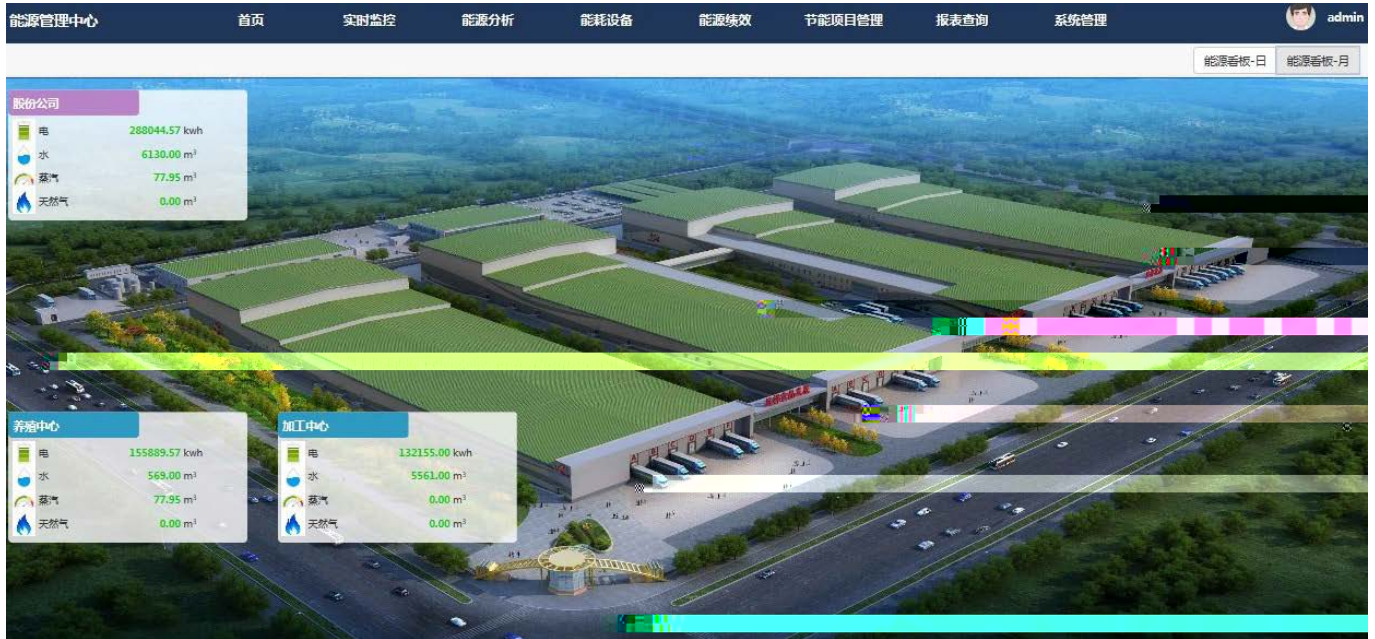 能源管理中心 首页 实时监控 能源分析 能耗设备 能源绩效 节能项目管理 报表查询 系统管理 admin
能源看板-日 能源看板-月
股份公司
电 288044.57 kwh
水 6130.00 m³
蒸汽 77.95 m³
天然气 0.00 m³
养殖中心
电 155889.57 kwh
水 569.00 m³
蒸汽 77.95 m³
天然气 0.00 m³
加工中心
电 132155.00 kwh
水 5561.00 m³
蒸汽 0.00 m³
天然气 0.00 m³